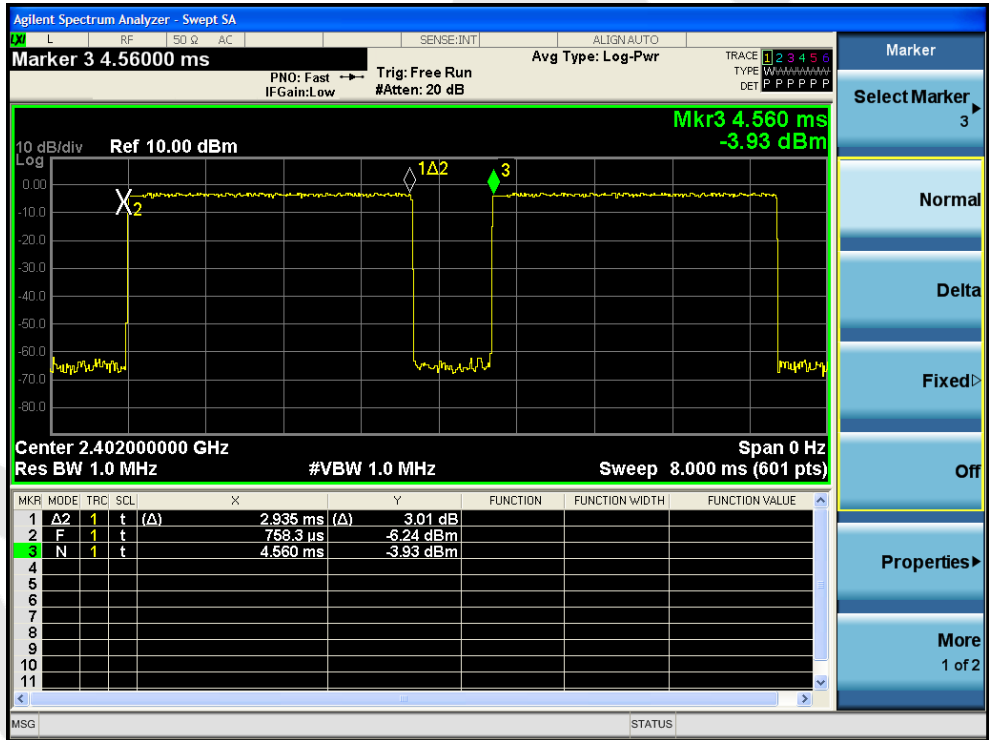 Agilent Spectrum Analyzer - Swept SA
LXI L RF 50 Ω AC SENSE:INT ALIGN AUTO
Marker 3 4.56000 ms
PNO: Fast
IFGain:Low
Trig: Free Run
#Atten: 20 dB
Avg Type: Log-Pwr
TRACE 1 2 3 4 5 6
TYPE WWWWWW
DET P P P P P P
Mkr3 4.560 ms
-3.93 dBm
10 dB/div Ref 10.00 dBm
Log
0.00
-10.0
-20.0
-30.0
-40.0
-50.0
-60.0
-70.0
-80.0
2
1Δ2
3
Center 2.402000000 GHz Span 0 Hz
Res BW 1.0 MHz #VBW 1.0 MHz Sweep 8.000 ms (601 pts)
MKR MODE TRC SCL X Y FUNCTION FUNCTION WIDTH FUNCTION VALUE
1 Δ2 1 t (Δ) 2.935 ms (Δ) 3.01 dB
2 F 1 t 758.3 µs -6.24 dBm
3 N 1 t 4.560 ms -3.93 dBm
4
5
6
7
8
9
10
11
MSG STATUS
Marker
Select Marker
3
Normal
Delta
Fixed
Off
Properties
More
1 of 2